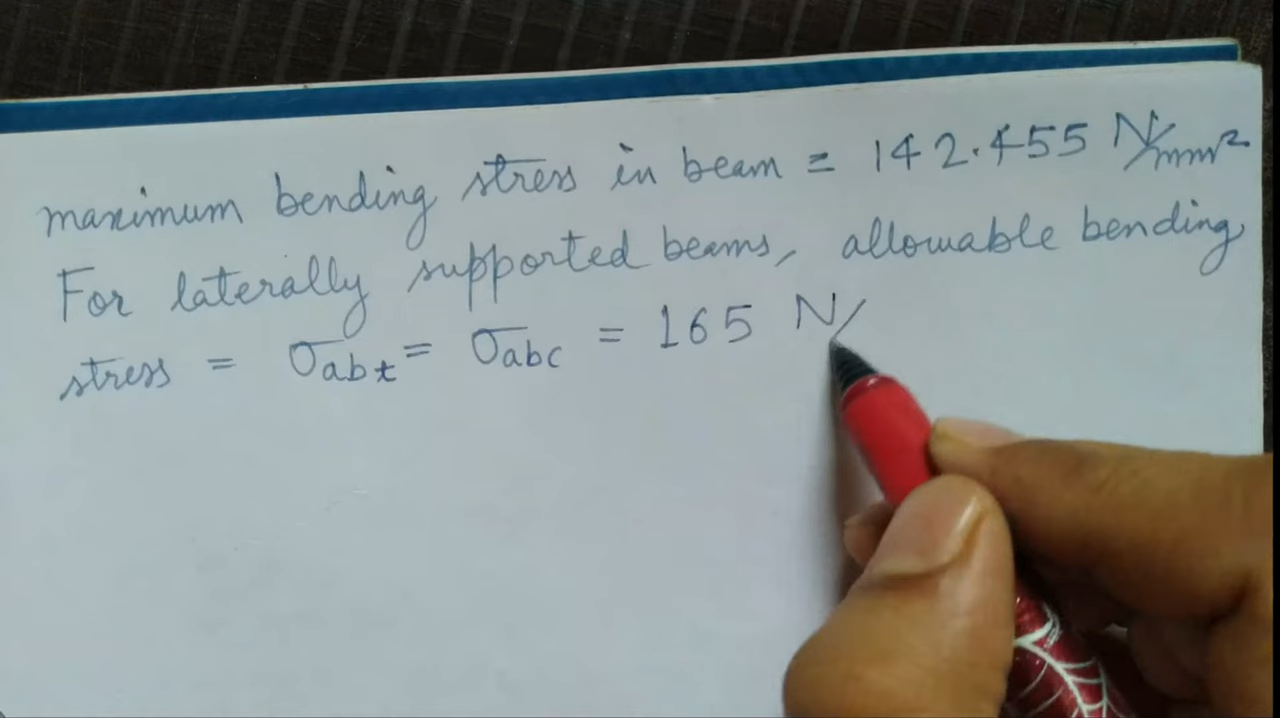 maximum bending stress in beam = 142.455 N/mm²
For laterally supported beams, allowable bending
stress = σabt = σabc = 165 N/